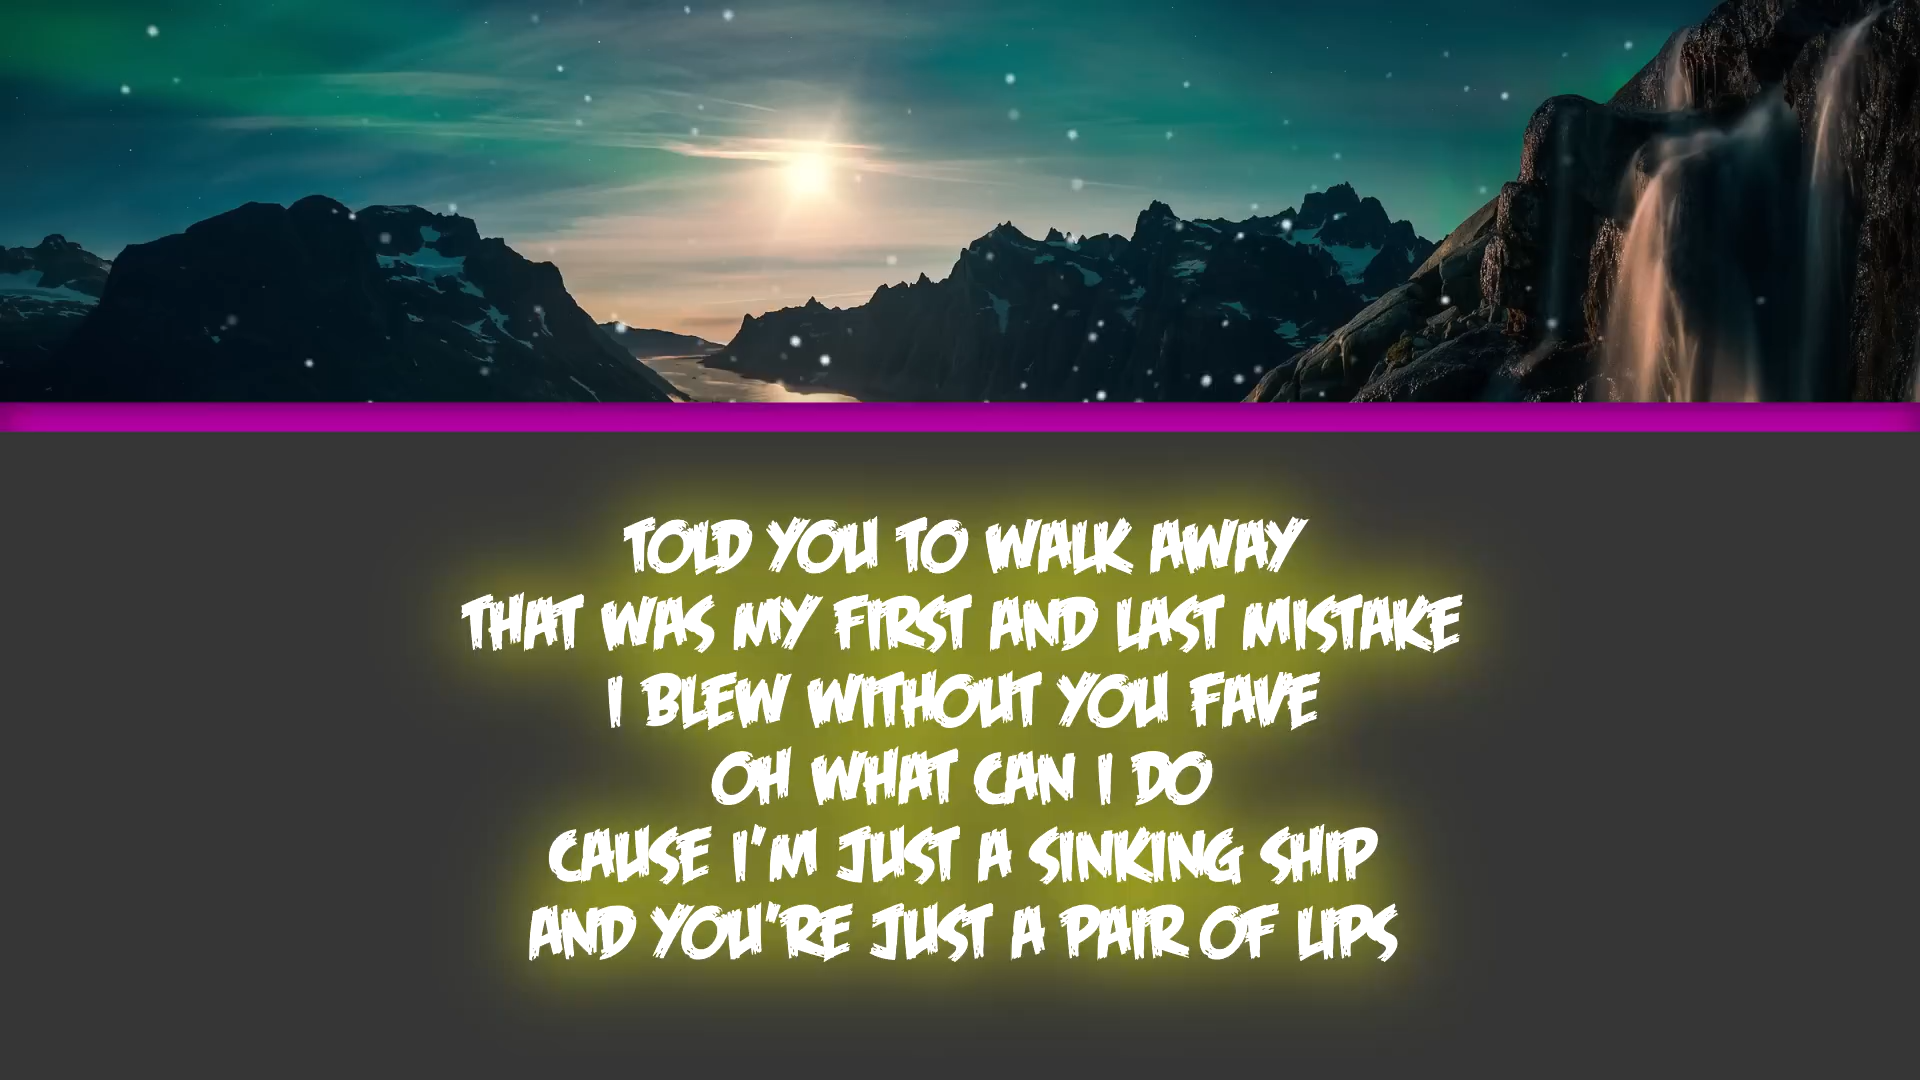 TOLD YOU TO WALK AWAY
THAT WAS MY FIRST AND LAST MISTAKE
I BLEW WITHOUT YOU FAVE
OH WHAT CAN I DO
CAUSE I'M JUST A SINKING SHIP
AND YOU'RE JUST A PAIR OF LIPS